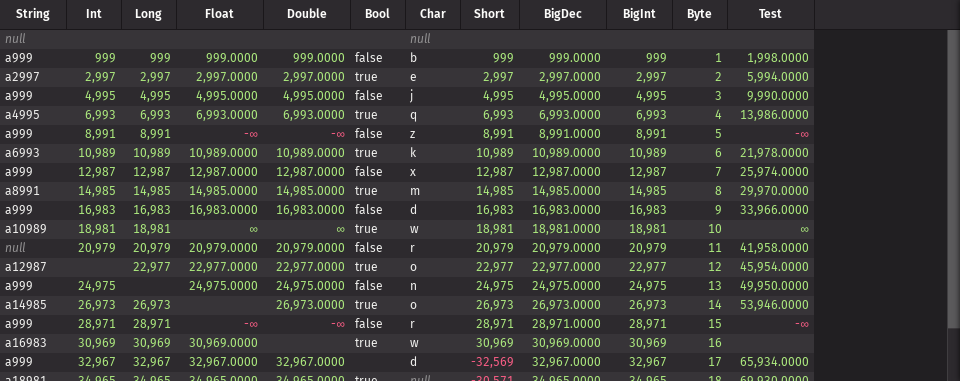 String Int Long Float Double Bool Char Short BigDec BigInt Byte Test
null null
a999 999 999 999.0000 999.0000 false b 999 999.0000 999 1 1,998.0000
a2997 2,997 2,997 2,997.0000 2,997.0000 true e 2,997 2,997.0000 2,997 2 5,994.0000
a999 4,995 4,995 4,995.0000 4,995.0000 false j 4,995 4,995.0000 4,995 3 9,990.0000
a4995 6,993 6,993 6,993.0000 6,993.0000 true q 6,993 6,993.0000 6,993 4 13,986.0000
a999 8,991 8,991 -∞ -∞ false z 8,991 8,991.0000 8,991 5 -∞
a6993 10,989 10,989 10,989.0000 10,989.0000 true k 10,989 10,989.0000 10,989 6 21,978.0000
a999 12,987 12,987 12,987.0000 12,987.0000 false x 12,987 12,987.0000 12,987 7 25,974.0000
a8991 14,985 14,985 14,985.0000 14,985.0000 true m 14,985 14,985.0000 14,985 8 29,970.0000
a999 16,983 16,983 16,983.0000 16,983.0000 false d 16,983 16,983.0000 16,983 9 33,966.0000
a10989 18,981 18,981 ∞ ∞ true w 18,981 18,981.0000 18,981 10 ∞
null 20,979 20,979 20,979.0000 20,979.0000 false r 20,979 20,979.0000 20,979 11 41,958.0000
a12987 22,977 22,977.0000 22,977.0000 true o 22,977 22,977.0000 22,977 12 45,954.0000
a999 24,975 24,975.0000 24,975.0000 false n 24,975 24,975.0000 24,975 13 49,950.0000
a14985 26,973 26,973 26,973.0000 true o 26,973 26,973.0000 26,973 14 53,946.0000
a999 28,971 28,971 -∞ -∞ false r 28,971 28,971.0000 28,971 15 -∞
a16983 30,969 30,969 30,969.0000 true w 30,969 30,969.0000 30,969 16
a999 32,967 32,967 32,967.0000 32,967.0000 d -32,569 32,967.0000 32,967 17 65,934.0000
a18981 34,965 34,965 34,965.0000 34,965.0000 true null -30,571 34,965.0000 34,965 18 69,930.0000